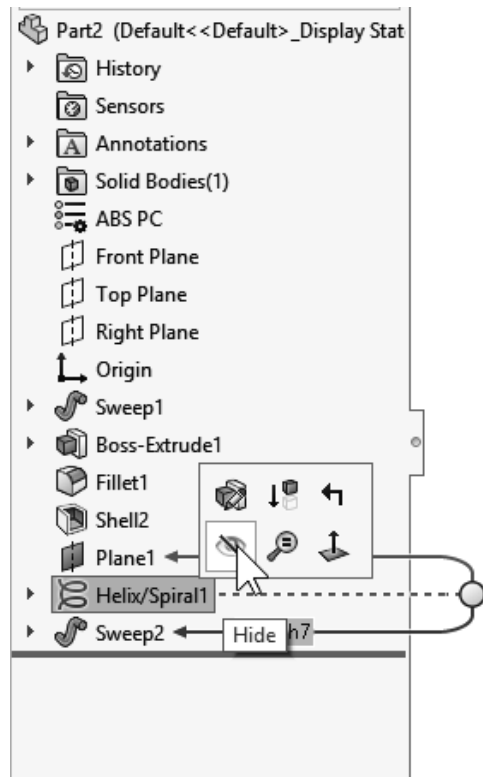 Part2 (Default<<Default>_Display Stat
History
Sensors
A Annotations
Solid Bodies(1)
ABS PC
Front Plane
Top Plane
Right Plane
Origin
Sweep1
Boss-Extrude1
Fillet1
Shell2
Plane1
Helix/Spiral1
Sweep2 Hide h7